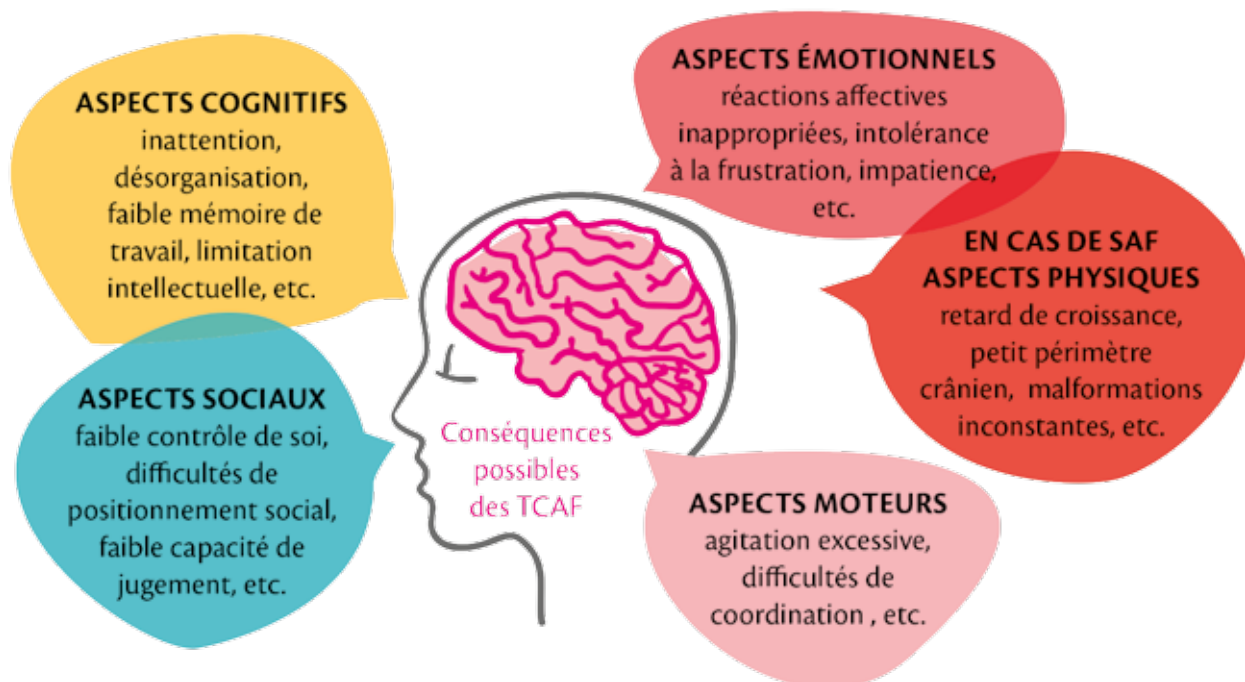 ASPECTS COGNITIFS
inattention,
désorganisation,
faible mémoire de
travail, limitation
intellectuelle, etc.
ASPECTS ÉMOTIONNELS
réactions affectives
inappropriées, intolérance
à la frustration, impatience,
etc.
EN CAS DE SAF
ASPECTS PHYSIQUES
retard de croissance,
petit périmètre
crânien, malformations
inconstantes, etc.
ASPECTS SOCIAUX
faible contrôle de soi,
difficultés de
positionnement social,
faible capacité de
jugement, etc.
Conséquences
possibles
des TCAF
ASPECTS MOTEURS
agitation excessive,
difficultés de
coordination , etc.